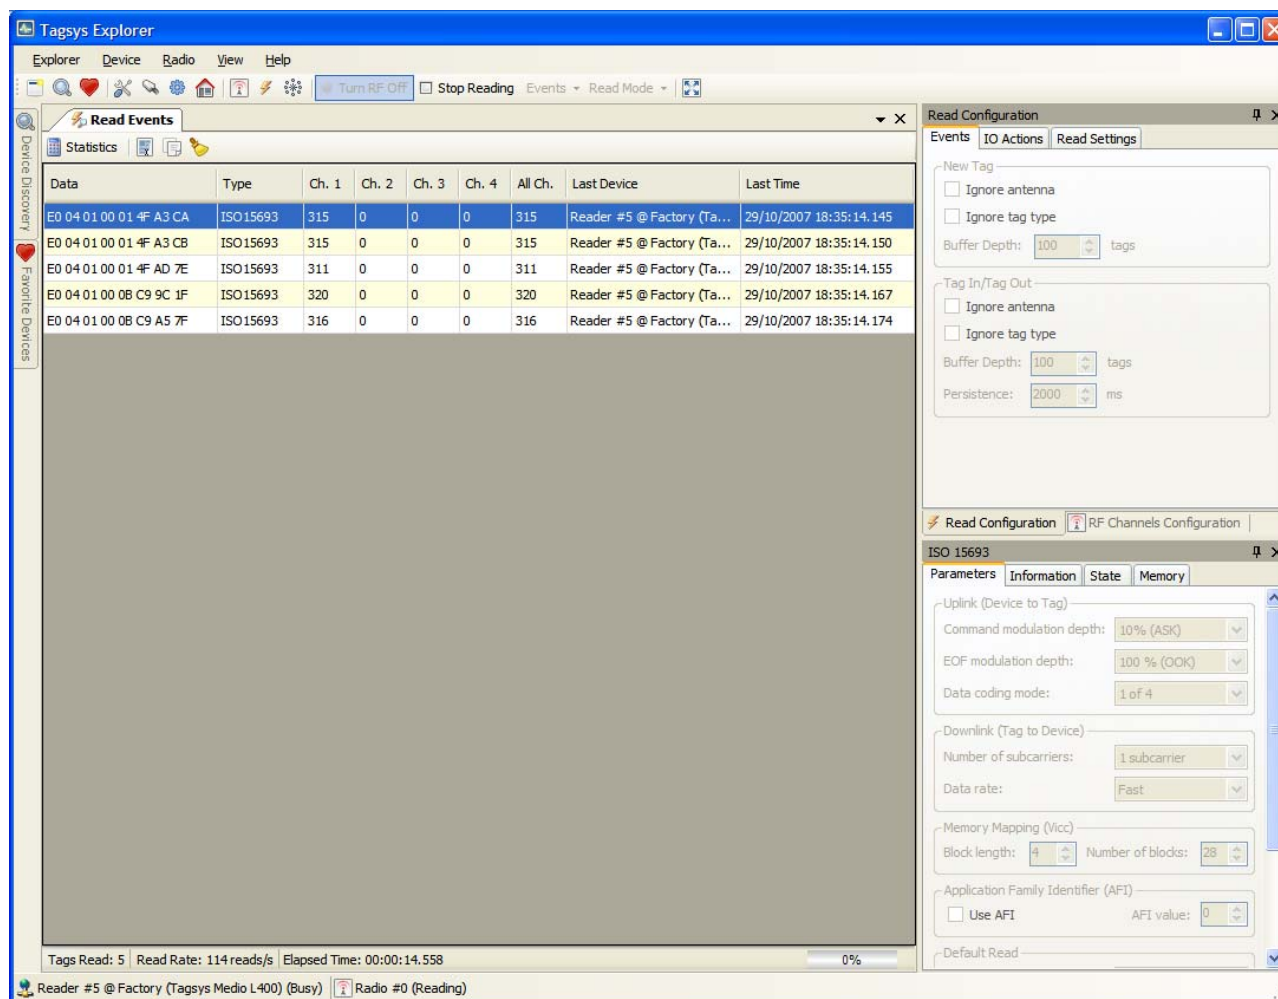 Tagsys Explorer
Explorer Device Radio View Help
Turn RF Off Stop Reading Events Read Mode
Device Discovery
Favorite Devices
Read Events
Statistics
Data Type Ch. 1 Ch. 2 Ch. 3 Ch. 4 All Ch. Last Device Last Time
E0 04 01 00 01 4F A3 CA ISO15693 315 0 0 0 315 Reader #5 @ Factory (Ta... 29/10/2007 18:35:14.145
E0 04 01 00 01 4F A3 CB ISO15693 315 0 0 0 315 Reader #5 @ Factory (Ta... 29/10/2007 18:35:14.150
E0 04 01 00 01 4F AD 7E ISO15693 311 0 0 0 311 Reader #5 @ Factory (Ta... 29/10/2007 18:35:14.155
E0 04 01 00 0B C9 9C 1F ISO15693 320 0 0 0 320 Reader #5 @ Factory (Ta... 29/10/2007 18:35:14.167
E0 04 01 00 0B C9 A5 7F ISO15693 316 0 0 0 316 Reader #5 @ Factory (Ta... 29/10/2007 18:35:14.174
Tags Read: 5 Read Rate: 114 reads/s Elapsed Time: 00:00:14.558 0%
Read Configuration
Events IO Actions Read Settings
New Tag
Ignore antenna
Ignore tag type
Buffer Depth: 100 tags
Tag In/Tag Out
Ignore antenna
Ignore tag type
Buffer Depth: 100 tags
Persistence: 2000 ms
Read Configuration RF Channels Configuration
ISO 15693
Parameters Information State Memory
Uplink (Device to Tag)
Command modulation depth: 10% (ASK)
EOF modulation depth: 100 % (OOK)
Data coding mode: 1 of 4
Downlink (Tag to Device)
Number of subcarriers: 1 subcarrier
Data rate: Fast
Memory Mapping (Vicc)
Block length: 4 Number of blocks: 28
Application Family Identifier (AFI)
Use AFI AFI value: 0
Default Read
Reader #5 @ Factory (Tagsys Medio L400) (Busy) Radio #0 (Reading)